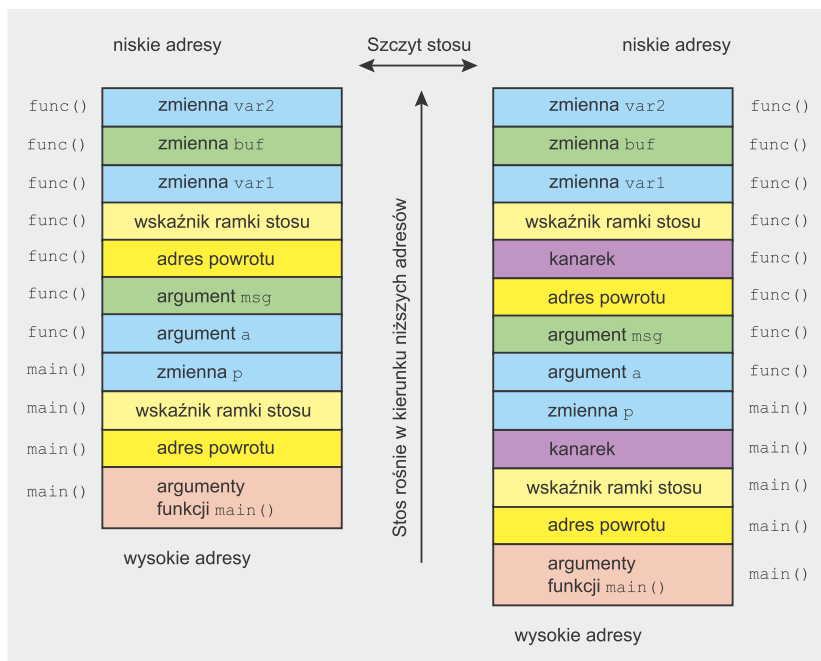 niskie adresy
Szczyt stosu
niskie adresy
func() zmienna var2
func() zmienna buf
func() zmienna var1
func() wskaźnik ramki stosu
func() adres powrotu
func() argument msg
func() argument a
main() zmienna p
main() wskaźnik ramki stosu
main() adres powrotu
main() argumenty
funkcji main()
wysokie adresy
Stos rośnie w kierunku niższych adresów
zmienna var2 func()
zmienna buf func()
zmienna var1 func()
wskaźnik ramki stosu func()
kanarek func()
adres powrotu func()
argument msg func()
argument a func()
zmienna p main()
kanarek main()
wskaźnik ramki stosu main()
adres powrotu main()
argumenty
funkcji main() main()
wysokie adresy